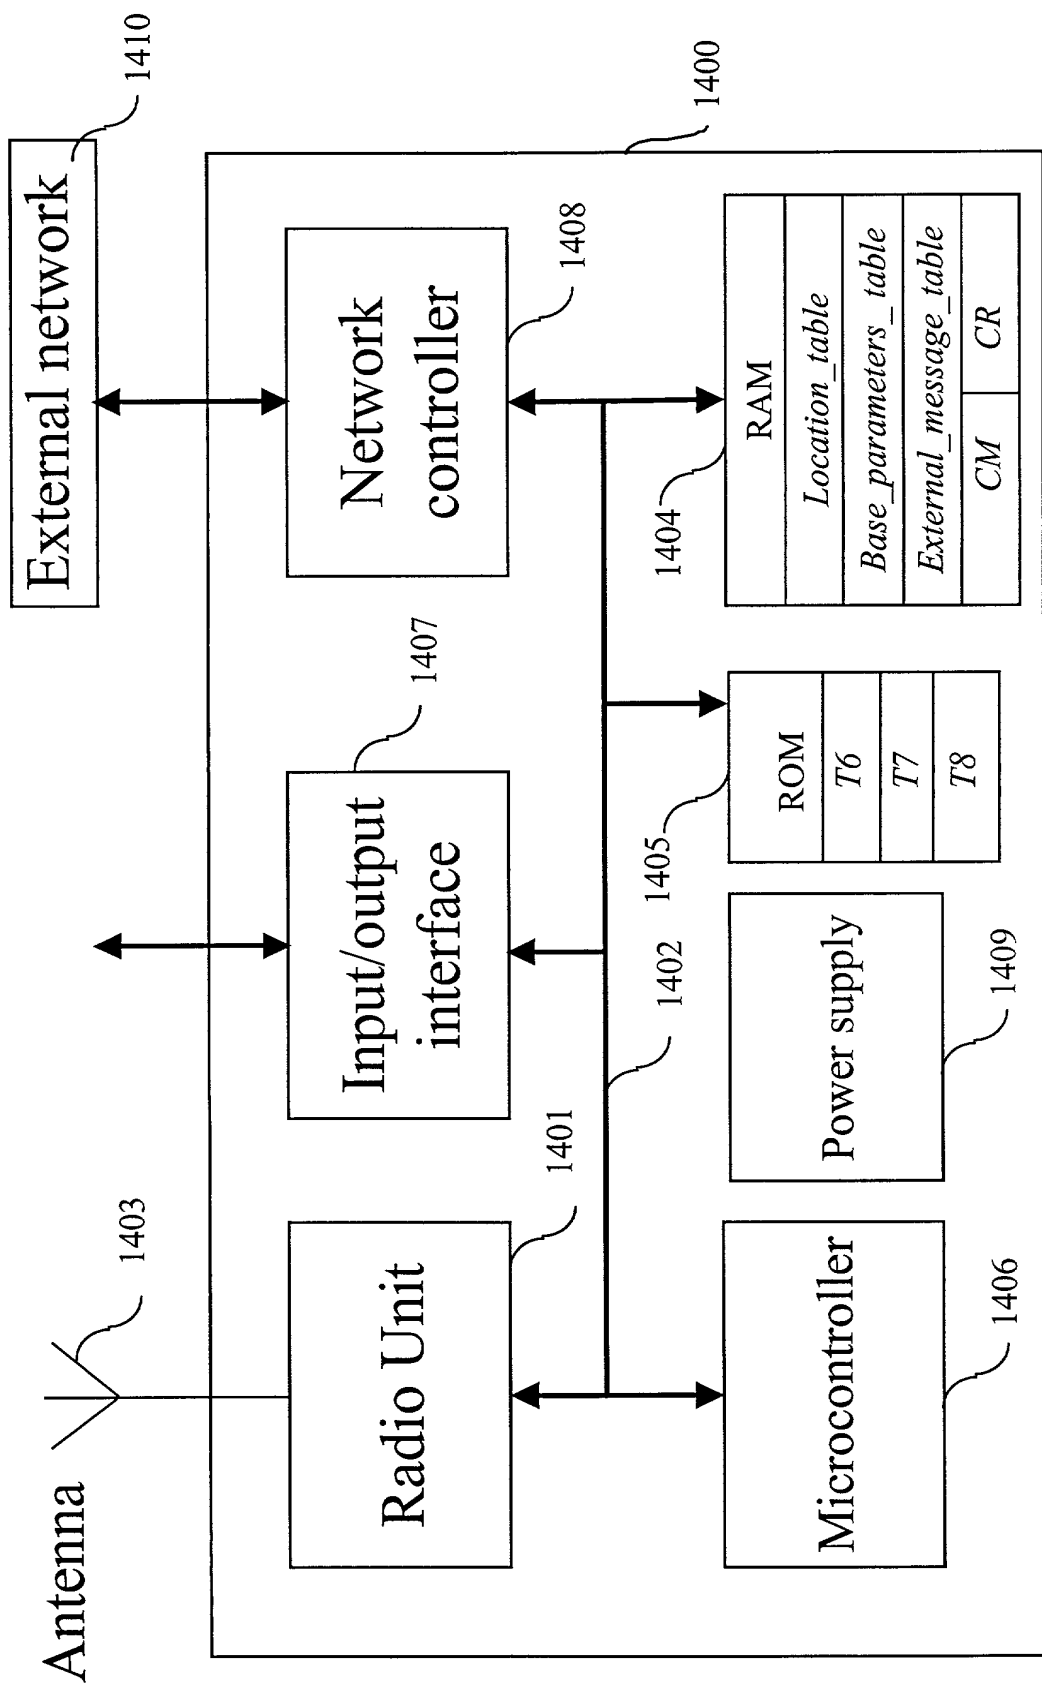 Antenna
1403
External network
1410
1400
Radio Unit
1401
Input/output
interface
1407
Network
controller
1408
1402
Microcontroller
1406
Power supply
1409
1405
ROM
T6
T7
T8
1404
RAM
Location_table
Base_parameters_table
External_message_table
CM
CR